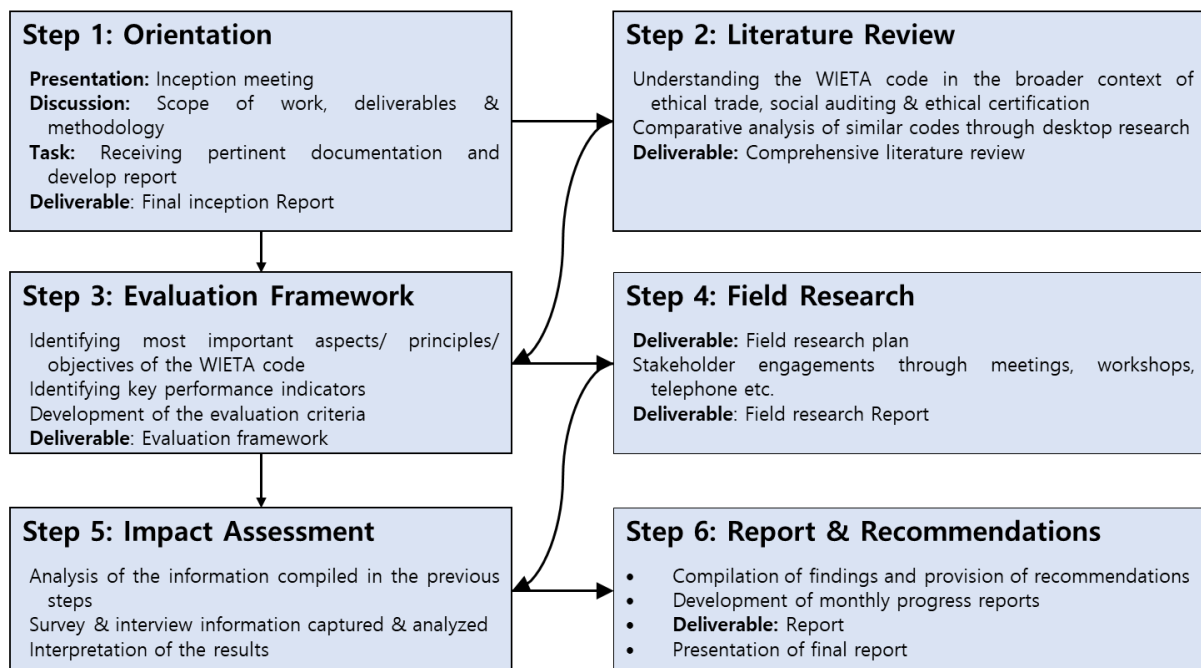 Step 1: Orientation
Presentation: Inception meeting
Discussion: Scope of work, deliverables &
methodology
Task: Receiving pertinent documentation and
develop report
Deliverable: Final inception Report
Step 2: Literature Review
Understanding the WIETA code in the broader context of
ethical trade, social auditing & ethical certification
Comparative analysis of similar codes through desktop research
Deliverable: Comprehensive literature review
Step 3: Evaluation Framework
Identifying most important aspects/ principles/
objectives of the WIETA code
Identifying key performance indicators
Development of the evaluation criteria
Deliverable: Evaluation framework
Step 4: Field Research
Deliverable: Field research plan
Stakeholder engagements through meetings, workshops,
telephone etc.
Deliverable: Field research Report
Step 5: Impact Assessment
Analysis of the information compiled in the previous
steps
Survey & interview information captured & analyzed
Interpretation of the results
Step 6: Report & Recommendations
• Compilation of findings and provision of recommendations
• Development of monthly progress reports
• Deliverable: Report
• Presentation of final report